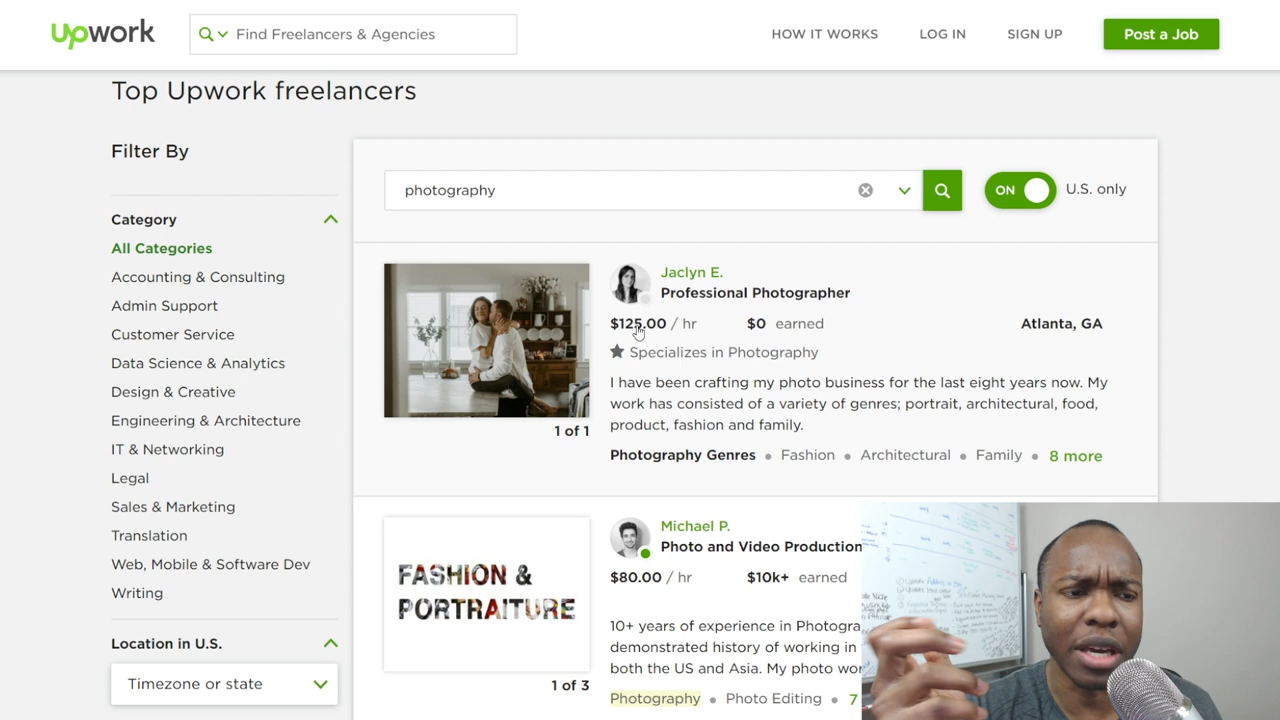 upwork
Find Freelancers & Agencies
HOW IT WORKS
LOG IN
SIGN UP
Post a Job
Top Upwork freelancers
Filter By
Category
All Categories
Accounting & Consulting
Admin Support
Customer Service
Data Science & Analytics
Design & Creative
Engineering & Architecture
IT & Networking
Legal
Sales & Marketing
Translation
Web, Mobile & Software Dev
Writing
Location in U.S.
Timezone or state
photography
ON
U.S. only
Jaclyn E.
Professional Photographer
$125.00 / hr $0 earned Atlanta, GA
Specializes in Photography
I have been crafting my photo business for the last eight years now. My
work has consisted of a variety of genres; portrait, architectural, food,
product, fashion and family.
Photography Genres Fashion Architectural Family 8 more
1 of 1
Michael P.
Photo and Video Production
$80.00 / hr $10k+ earned
FASHION &
PORTRAITURE
10+ years of experience in Photogra
demonstrated history of working in
both the US and Asia. My photo wor
Photography Photo Editing 7
1 of 3